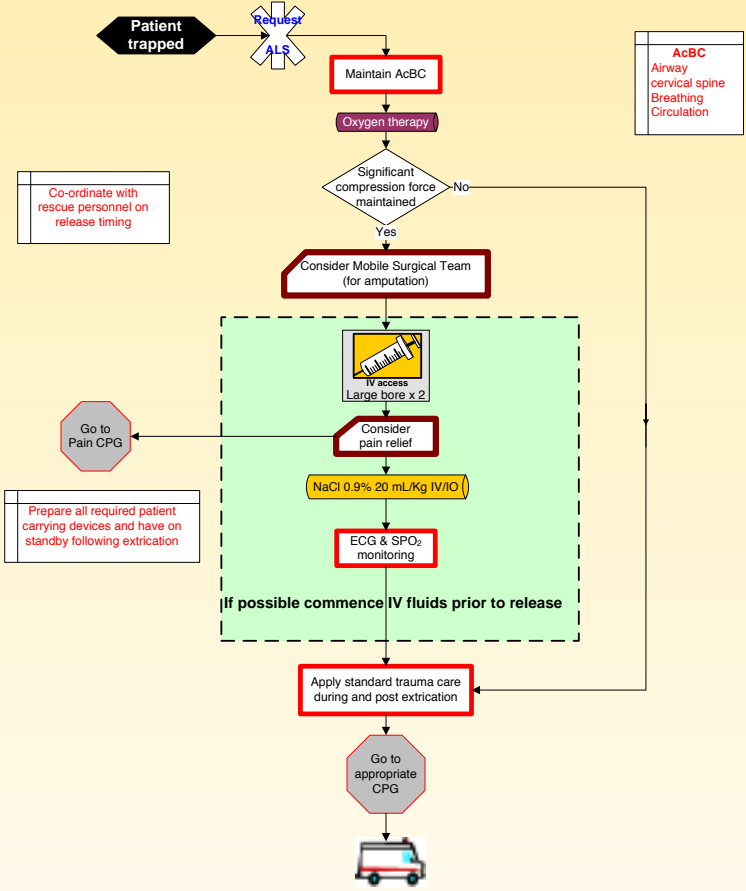 Patient
trapped
Request
ALS
Maintain AcBC
AcBC
Airway
cervical spine
Breathing
Circulation
Oxygen therapy
Significant
compression force
maintained
No
Yes
Co-ordinate with
rescue personnel on
release timing
Consider Mobile Surgical Team
(for amputation)
IV access
Large bore x 2
Consider
pain relief
Go to
Pain CPG
NaCl 0.9% 20 mL/Kg IV/IO
Prepare all required patient
carrying devices and have on
standby following extrication
ECG & SPO₂
monitoring
If possible commence IV fluids prior to release
Apply standard trauma care
during and post extrication
Go to
appropriate
CPG